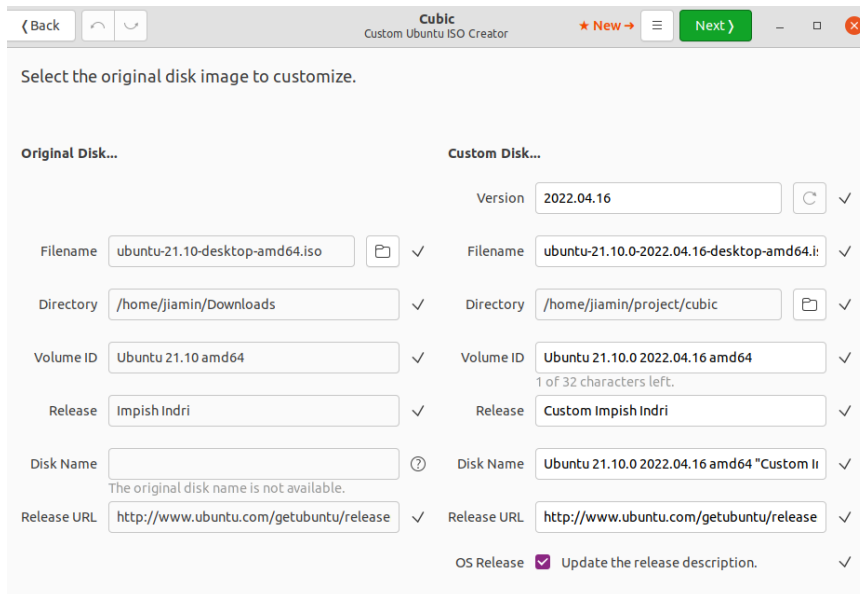 Back
Cubic
Custom Ubuntu ISO Creator
★ New →
Next
Select the original disk image to customize.
Original Disk...
Custom Disk...
Version 2022.04.16
Filename ubuntu-21.10-desktop-amd64.iso
Filename ubuntu-21.10.0-2022.04.16-desktop-amd64.i
Directory /home/jiamin/Downloads
Directory /home/jiamin/project/cubic
Volume ID Ubuntu 21.10 amd64
Volume ID Ubuntu 21.10.0 2022.04.16 amd64
1 of 32 characters left.
Release Impish Indri
Release Custom Impish Indri
Disk Name
Disk Name Ubuntu 21.10.0 2022.04.16 amd64 "Custom I
The original disk name is not available.
Release URL http://www.ubuntu.com/getubuntu/release
Release URL http://www.ubuntu.com/getubuntu/release
OS Release Update the release description.